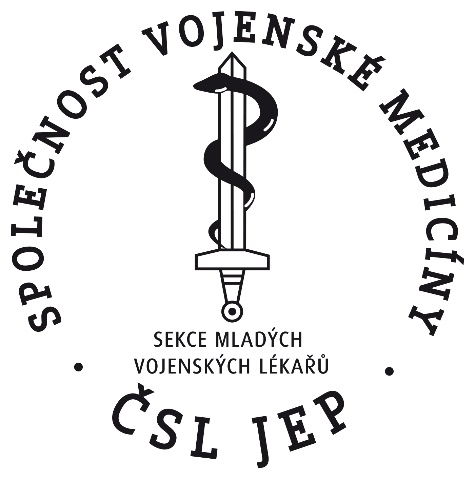 SPOLEČNOST VOJENSKÉ MEDICÍNY
SEKCE MLADÝCH
VOJENSKÝCH LÉKAŘŮ
ČSL JEP